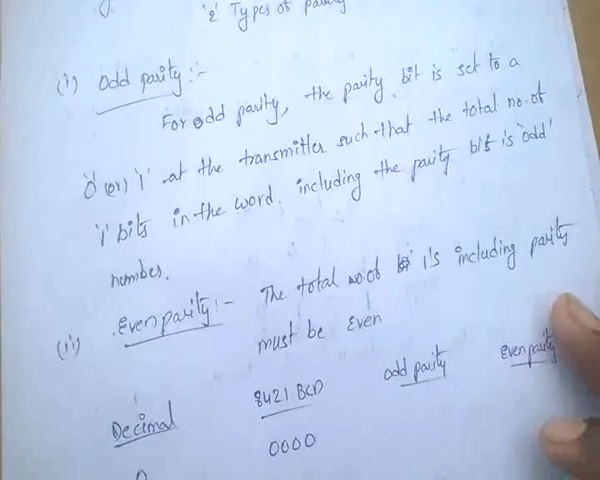 '2' Types of parity
(i) Odd parity :-
For odd parity, the parity bit is set to a
'0' (or) '1' at the transmitter such that the total no. of
'1' bits in the word including the parity bit is "odd"
number.
(ii) Even parity :- The total no. of 1's including parity
must be Even
Decimal 8421 BCD odd parity Even parity
0 0000